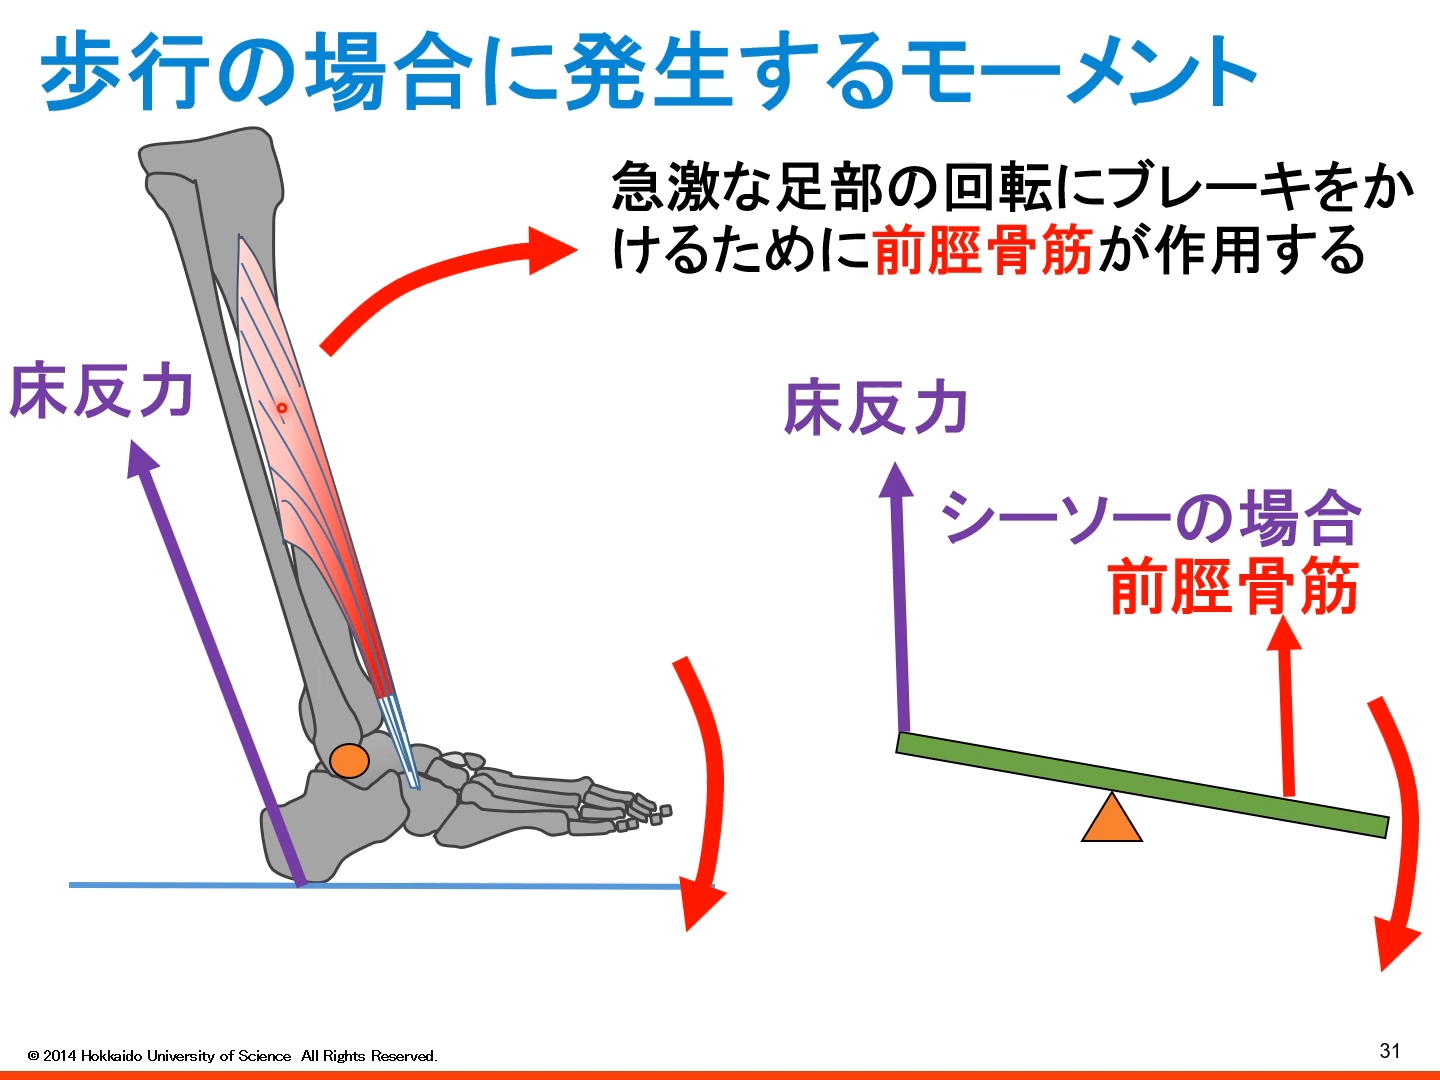 歩行の場合に発生するモーメント
急激な足部の回転にブレーキをか
けるために前脛骨筋が作用する
床反力
床反力
シーソーの場合
前脛骨筋
© 2014 Hokkaido University of Science All Rights Reserved.
31